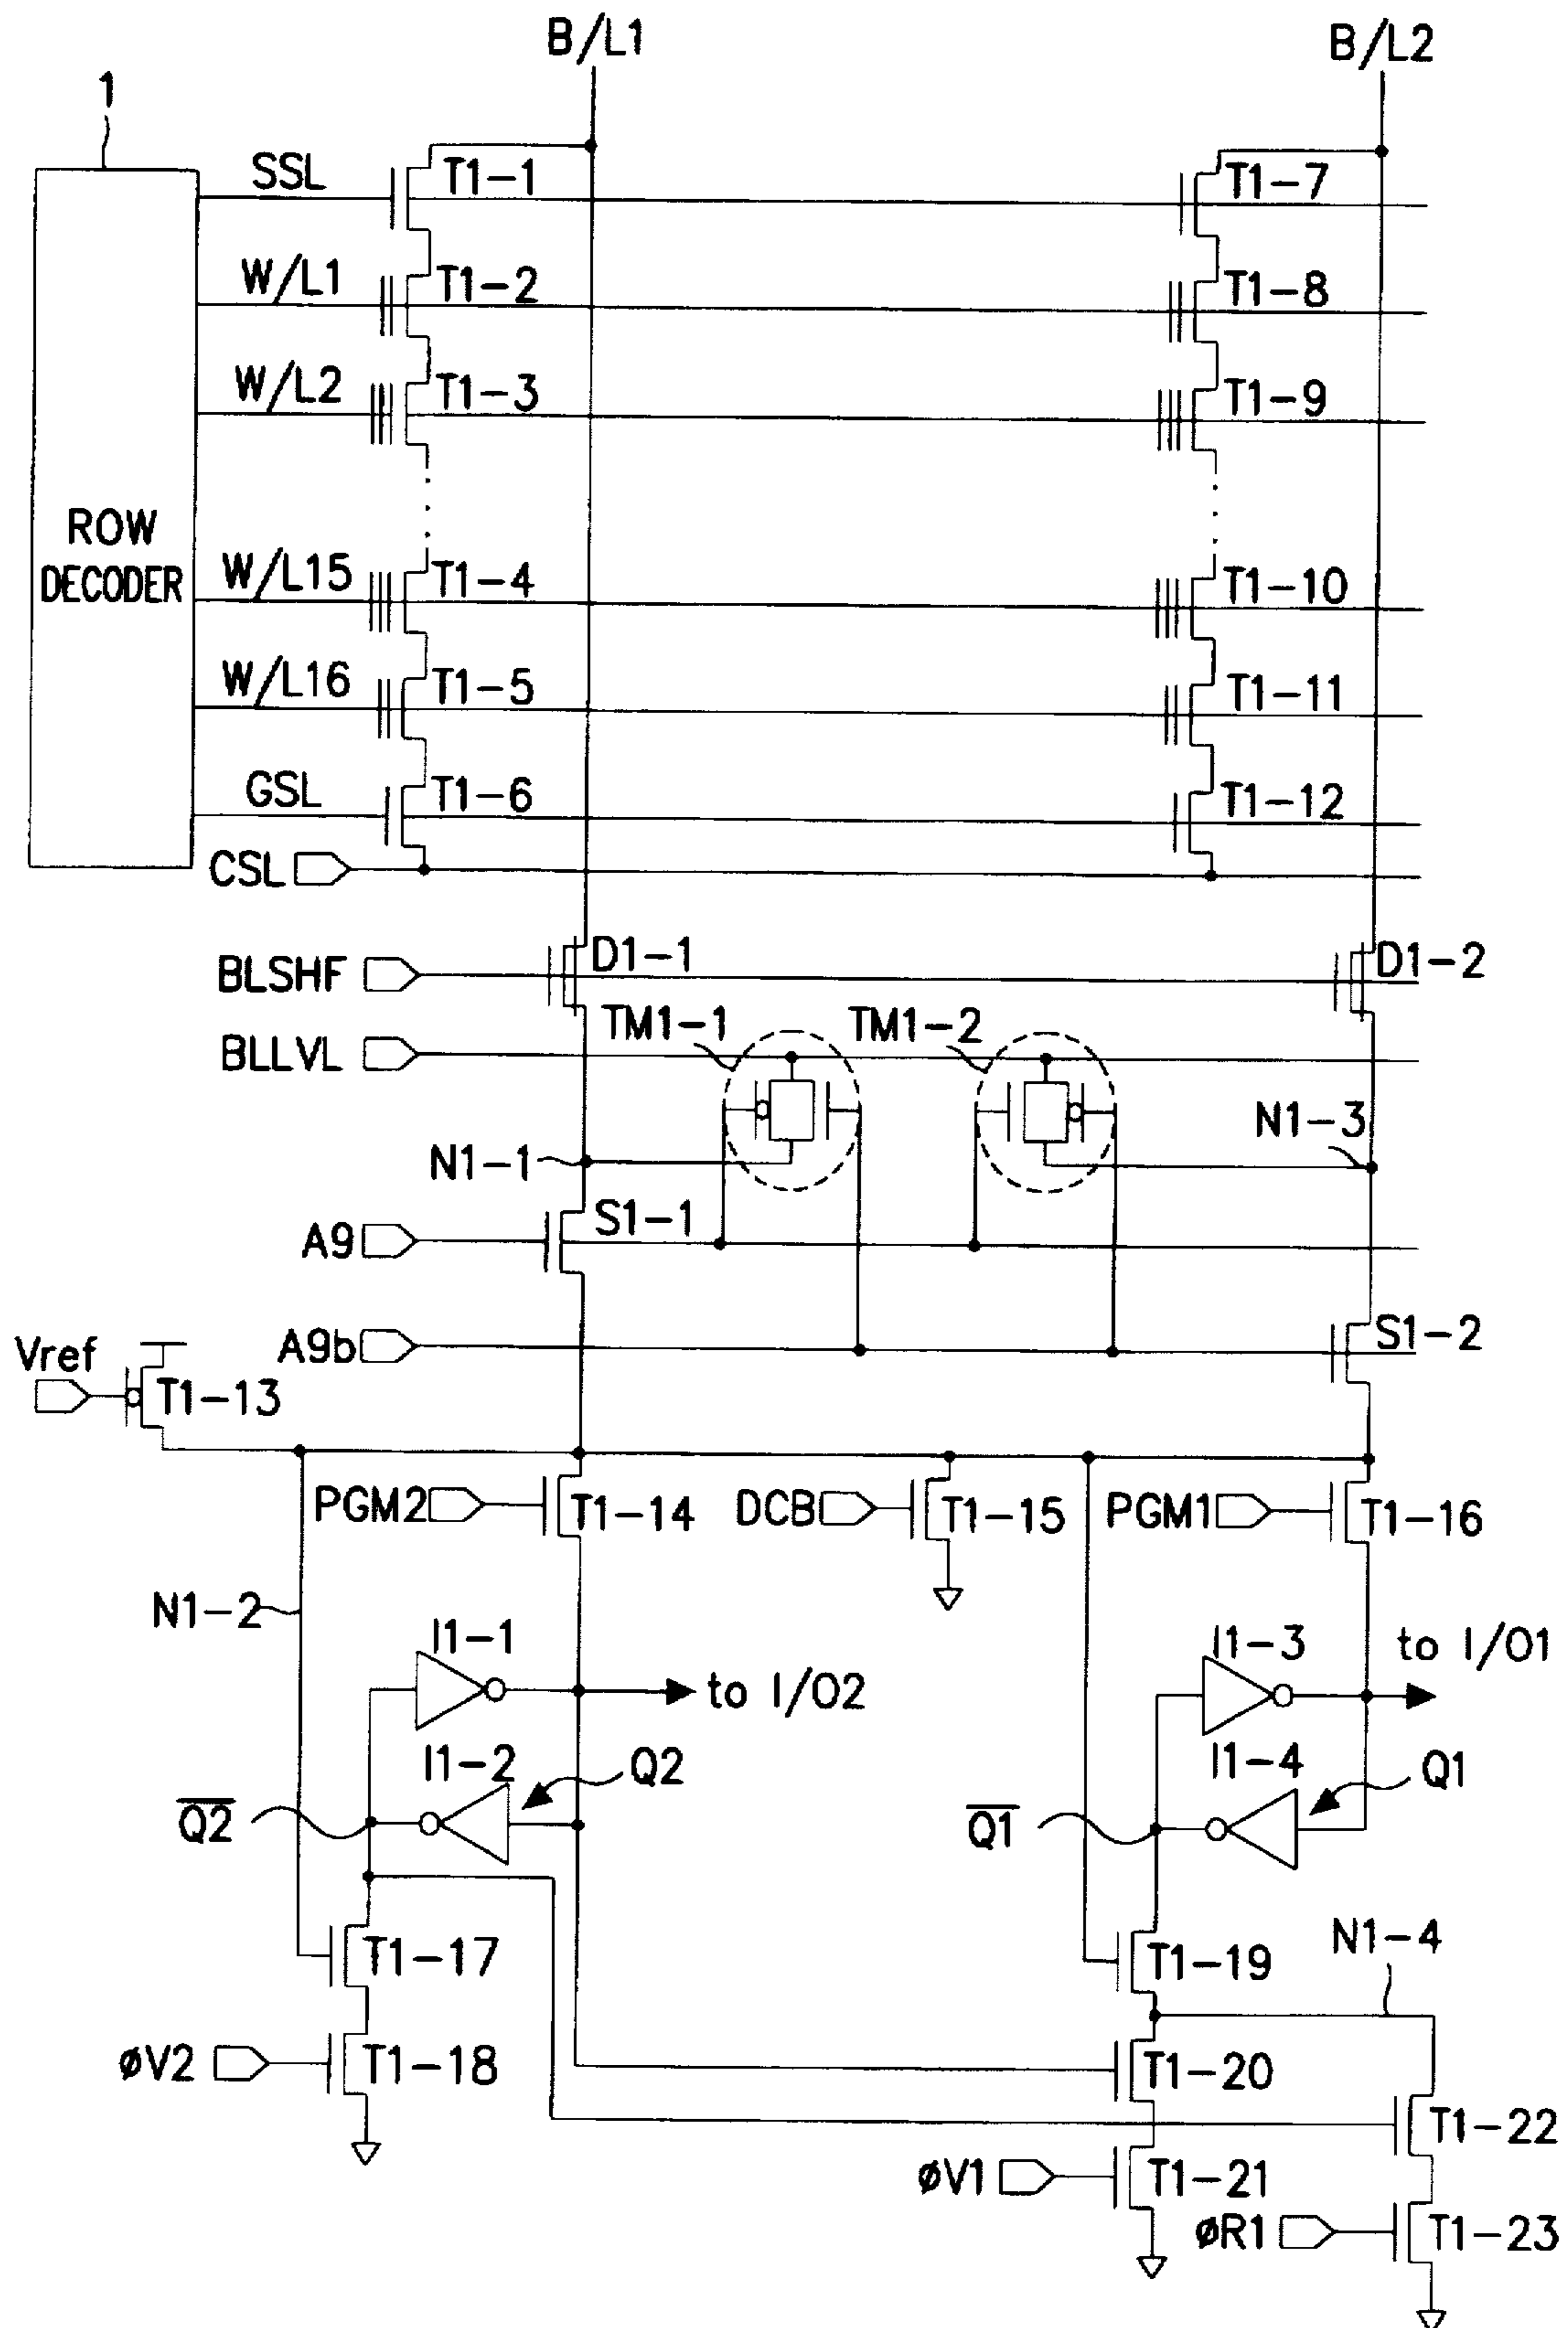 B/L1
B/L2
1
SSL
T1-1
T1-7
W/L1
T1-2
T1-8
W/L2
T1-3
T1-9
ROW
DECODER
W/L15
T1-4
T1-10
W/L16
T1-5
T1-11
GSL
T1-6
T1-12
CSL
BLSHF
D1-1
D1-2
BLLVL
TM1-1
TM1-2
N1-1
N1-3
A9
S1-1
A9b
S1-2
Vref
T1-13
PGM2
T1-14
DCB
T1-15
PGM1
T1-16
N1-2
I1-1
to I/O2
I1-3
to I/O1
I1-2
Q2
Q2
I1-4
Q1
Q1
T1-17
T1-19
N1-4
øV2
T1-18
T1-20
T1-22
øV1
T1-21
øR1
T1-23